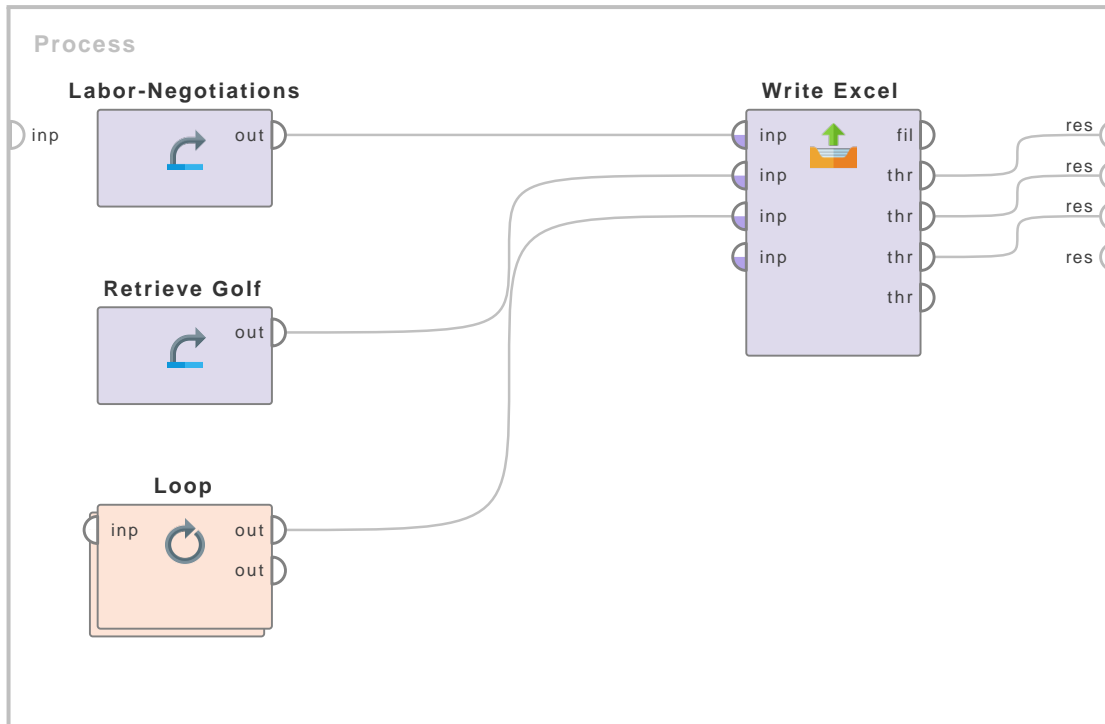 Process
Labor-Negotiations
Write Excel
inp
out
inp
fil
res
inp
thr
res
inp
thr
res
inp
thr
res
thr
Retrieve Golf
out
Loop
inp
out
out